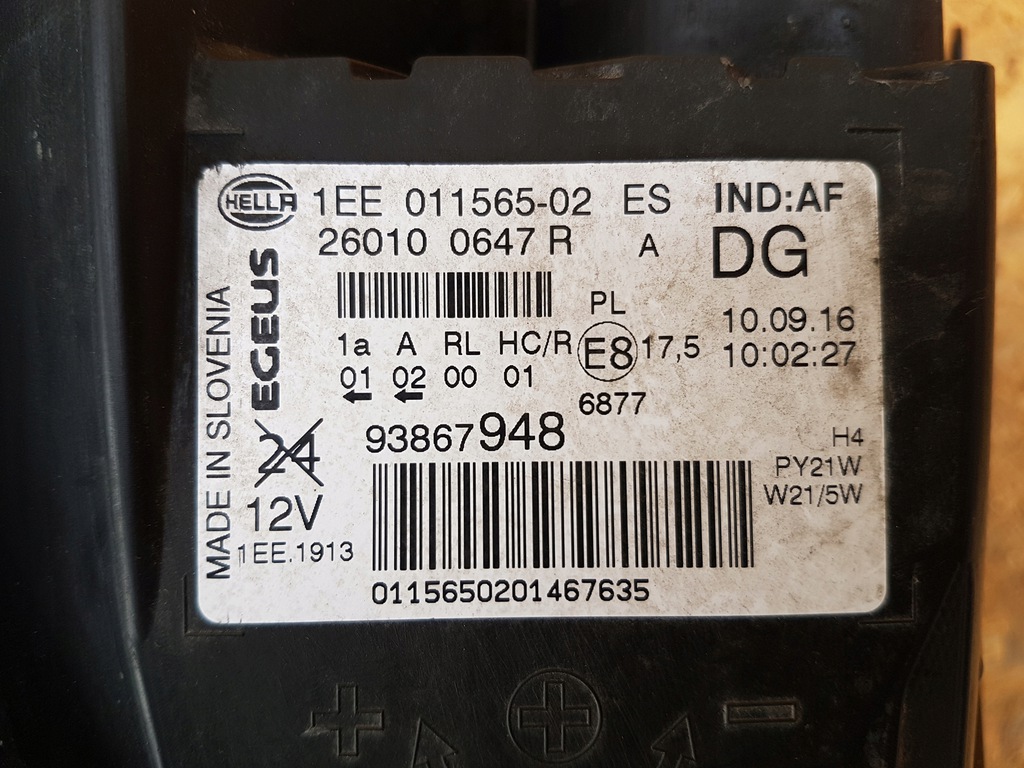 HELLA 1EE 011565-02 ES IND:AF
26010 0647 R A DG
MADE IN SLOVENIA
EGEUS
PL
10.09.16
1a A RL HC/R E8 17,5
10:02:27
01 02 00 01
6877
93867948
24
12V
1EE.1913
H4
PY21W
W21/5W
0115650201467635